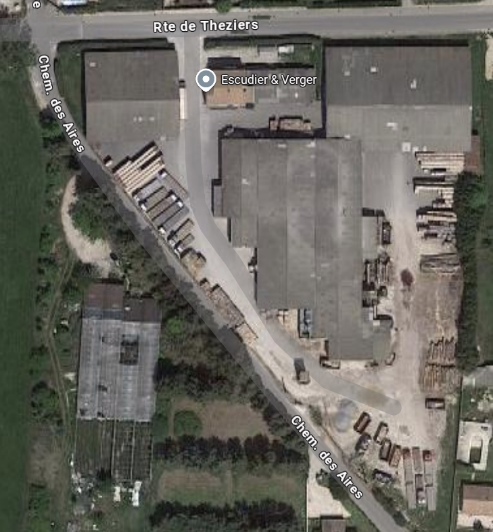 e
Rte de Theziers
Chem. des Aires
Escudier & Verger
Chem. des Aires